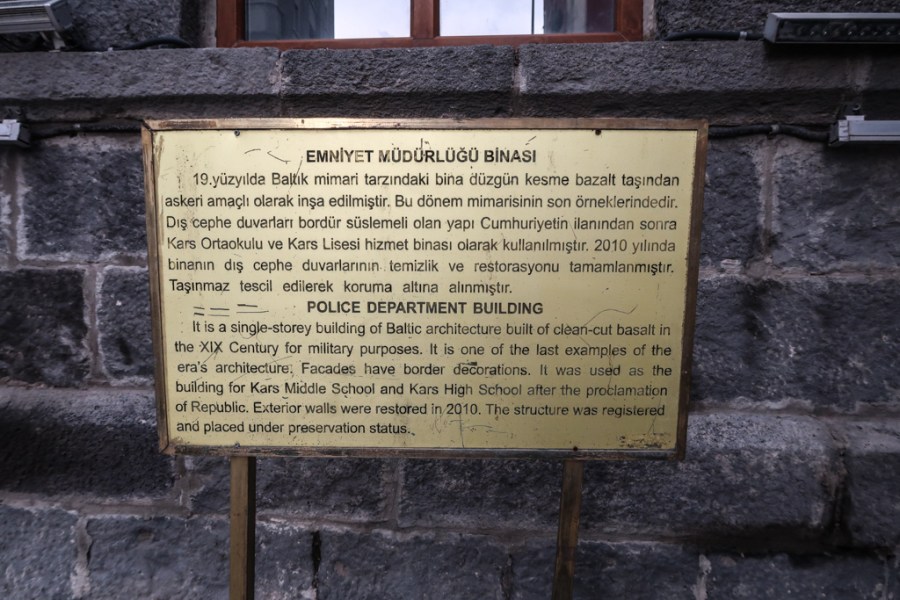 EMNİYET MÜDÜRLÜĞÜ BİNASI
19.yüzyılda Baltık mimari tarzındaki bina düzgün kesme bazalt taşından
askeri amaçlı olarak inşa edilmiştir. Bu dönem mimarisinin son örneklerindedir.
Dış cephe duvarları bordür süslemeli olan yapı Cumhuriyetin ilanından sonra
Kars Ortaokulu ve Kars Lisesi hizmet binası olarak kullanılmıştır. 2010 yılında
binanın dış cephe duvarlarının temizlik ve restorasyonu tamamlanmıştır.
Taşınmaz tescil edilerek koruma altına alınmıştır.
POLICE DEPARTMENT BUILDING
It is a single-storey building of Baltic architecture built of clean-cut basalt in
the XIX Century for military purposes. It is one of the last examples of the
era's architecture. Facades have border decorations. It was used as the
building for Kars Middle School and Kars High School after the proclamation
of Republic. Exterior walls were restored in 2010. The structure was registered
and placed under preservation status.